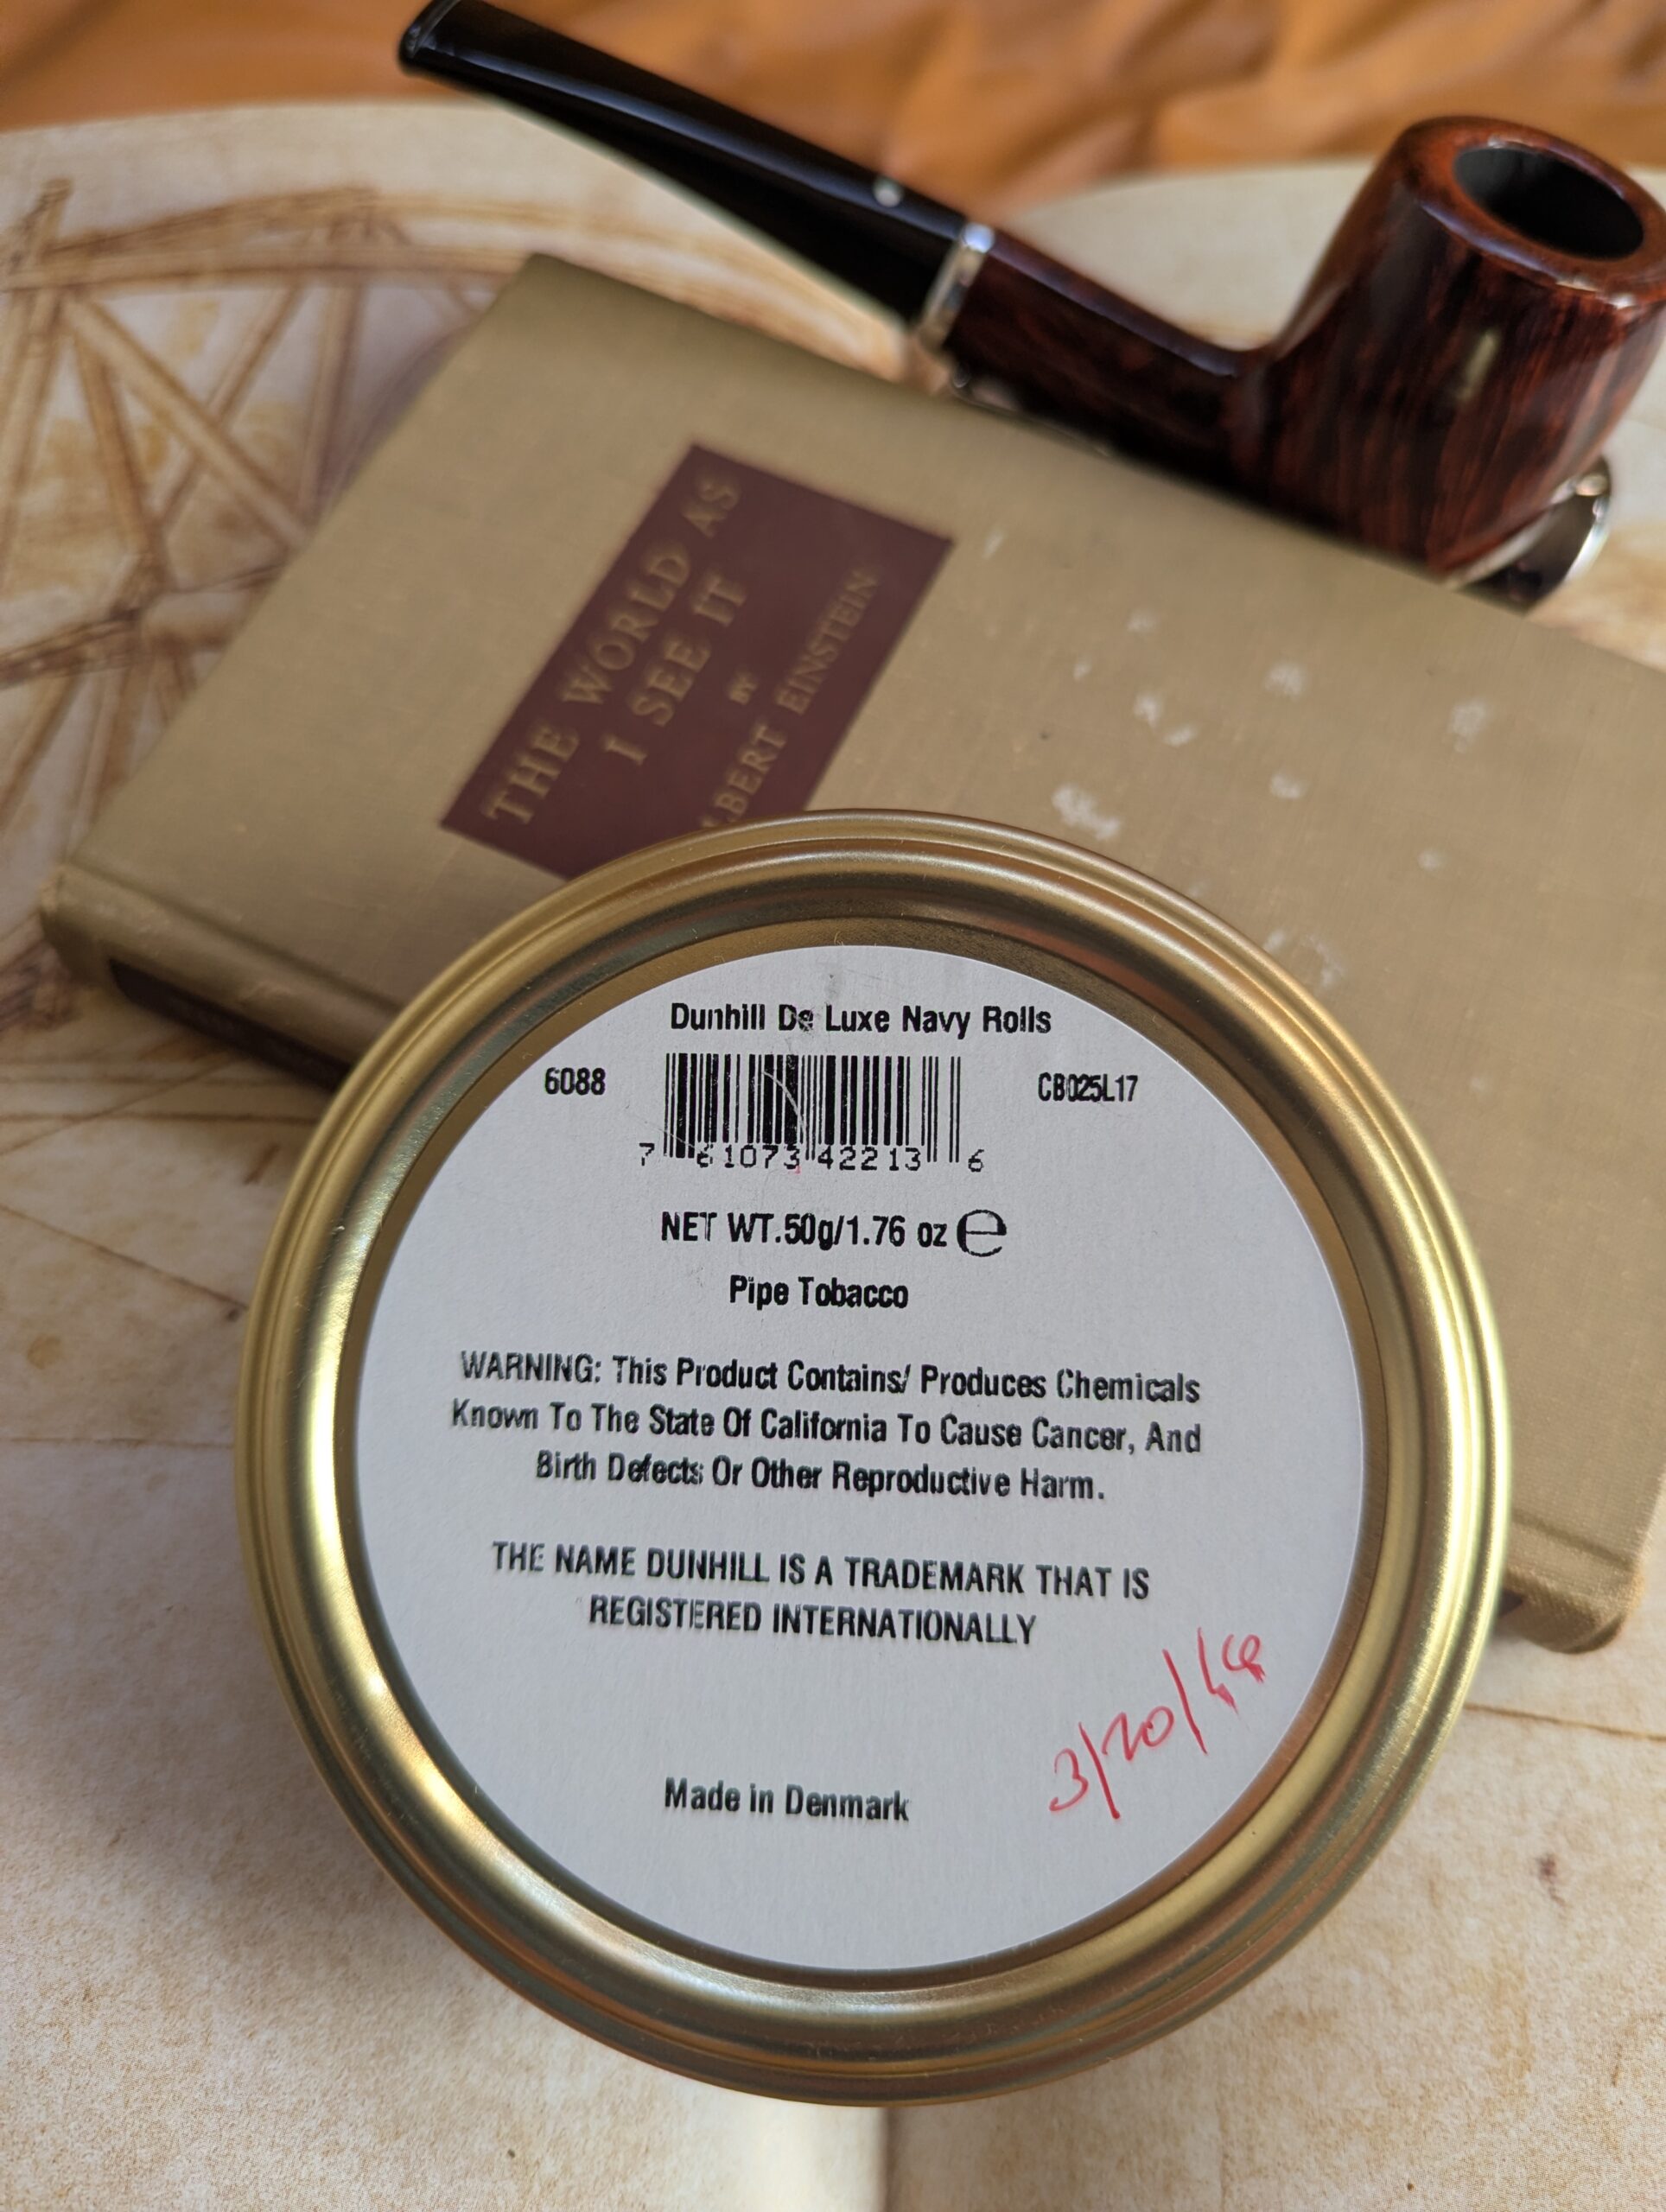 THE WORLD AS
I SEE IT
BY
LBERT EINSTEIN
Dunhill De Luxe Navy Rolls
6088
CB025L17
7 61073 42213 6
NET WT.50g/1.76 oz ℮
Pipe Tobacco
WARNING: This Product Contains/ Produces Chemicals
Known To The State Of California To Cause Cancer, And
Birth Defects Or Other Reproductive Harm.
THE NAME DUNHILL IS A TRADEMARK THAT IS
REGISTERED INTERNATIONALLY
Made in Denmark